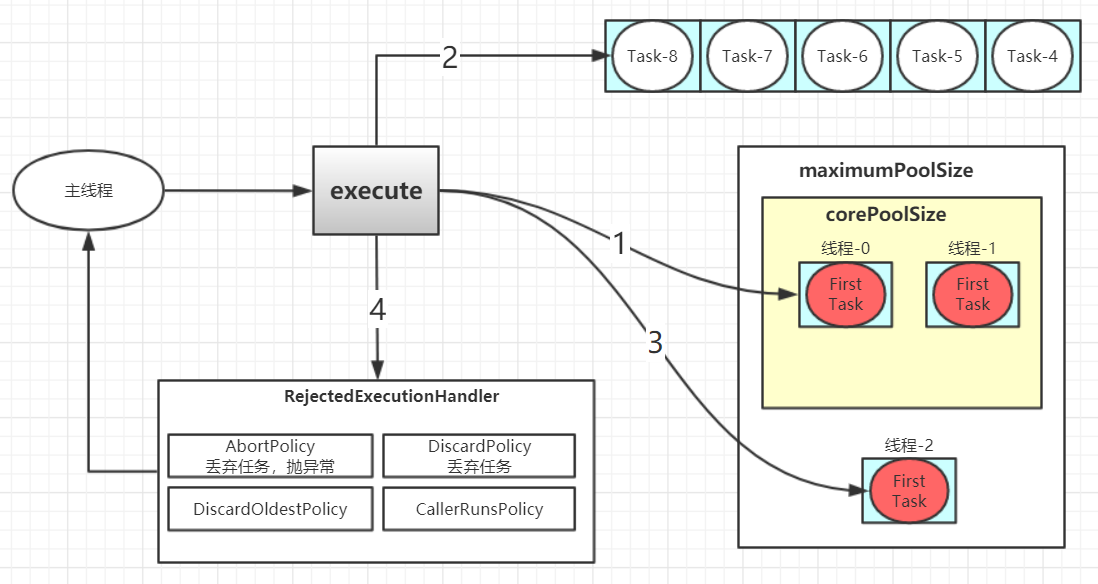 2
Task-8
Task-7
Task-6
Task-5
Task-4
主线程
execute
1
3
4
maximumPoolSize
corePoolSize
线程-0
线程-1
First
Task
First
Task
线程-2
First
Task
RejectedExecutionHandler
AbortPolicy
丢弃任务，抛异常
DiscardPolicy
丢弃任务
DiscardOldestPolicy
CallerRunsPolicy